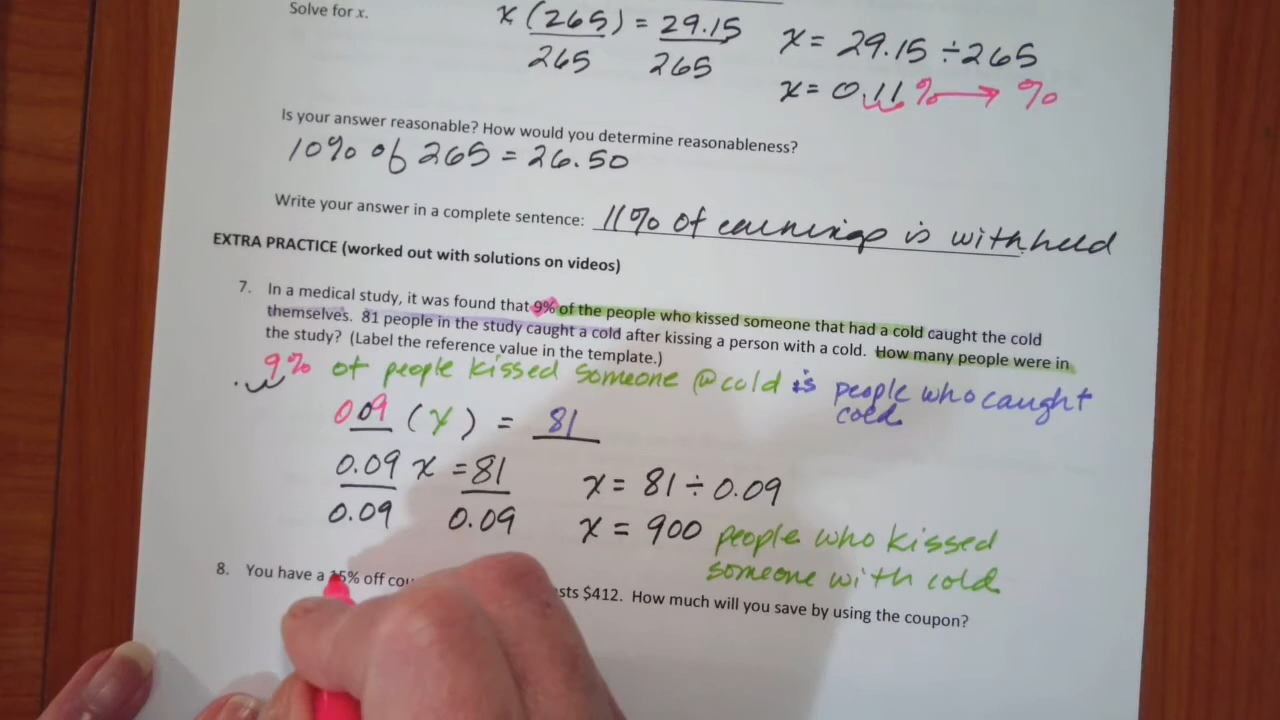 Solve for x.
x (265) = 29.15
265 265
x = 29.15 ÷ 265
x = 0.11 % → %
Is your answer reasonable? How would you determine reasonableness?
10% of 265 = 26.50
Write your answer in a complete sentence: 11% of earnings is withheld
EXTRA PRACTICE (worked out with solutions on videos)
7. In a medical study, it was found that 9% of the people who kissed someone that had a cold caught the cold
themselves. 81 people in the study caught a cold after kissing a person with a cold. How many people were in
the study? (Label the reference value in the template.)
9% of people kissed someone @ cold is people who caught
cold
0.09 (x) = 81
0.09 x = 81
0.09 0.09
x = 81 ÷ 0.09
x = 900 people who kissed
someone with cold
8. You have a 15% off $412. How much will you save by using the coupon?